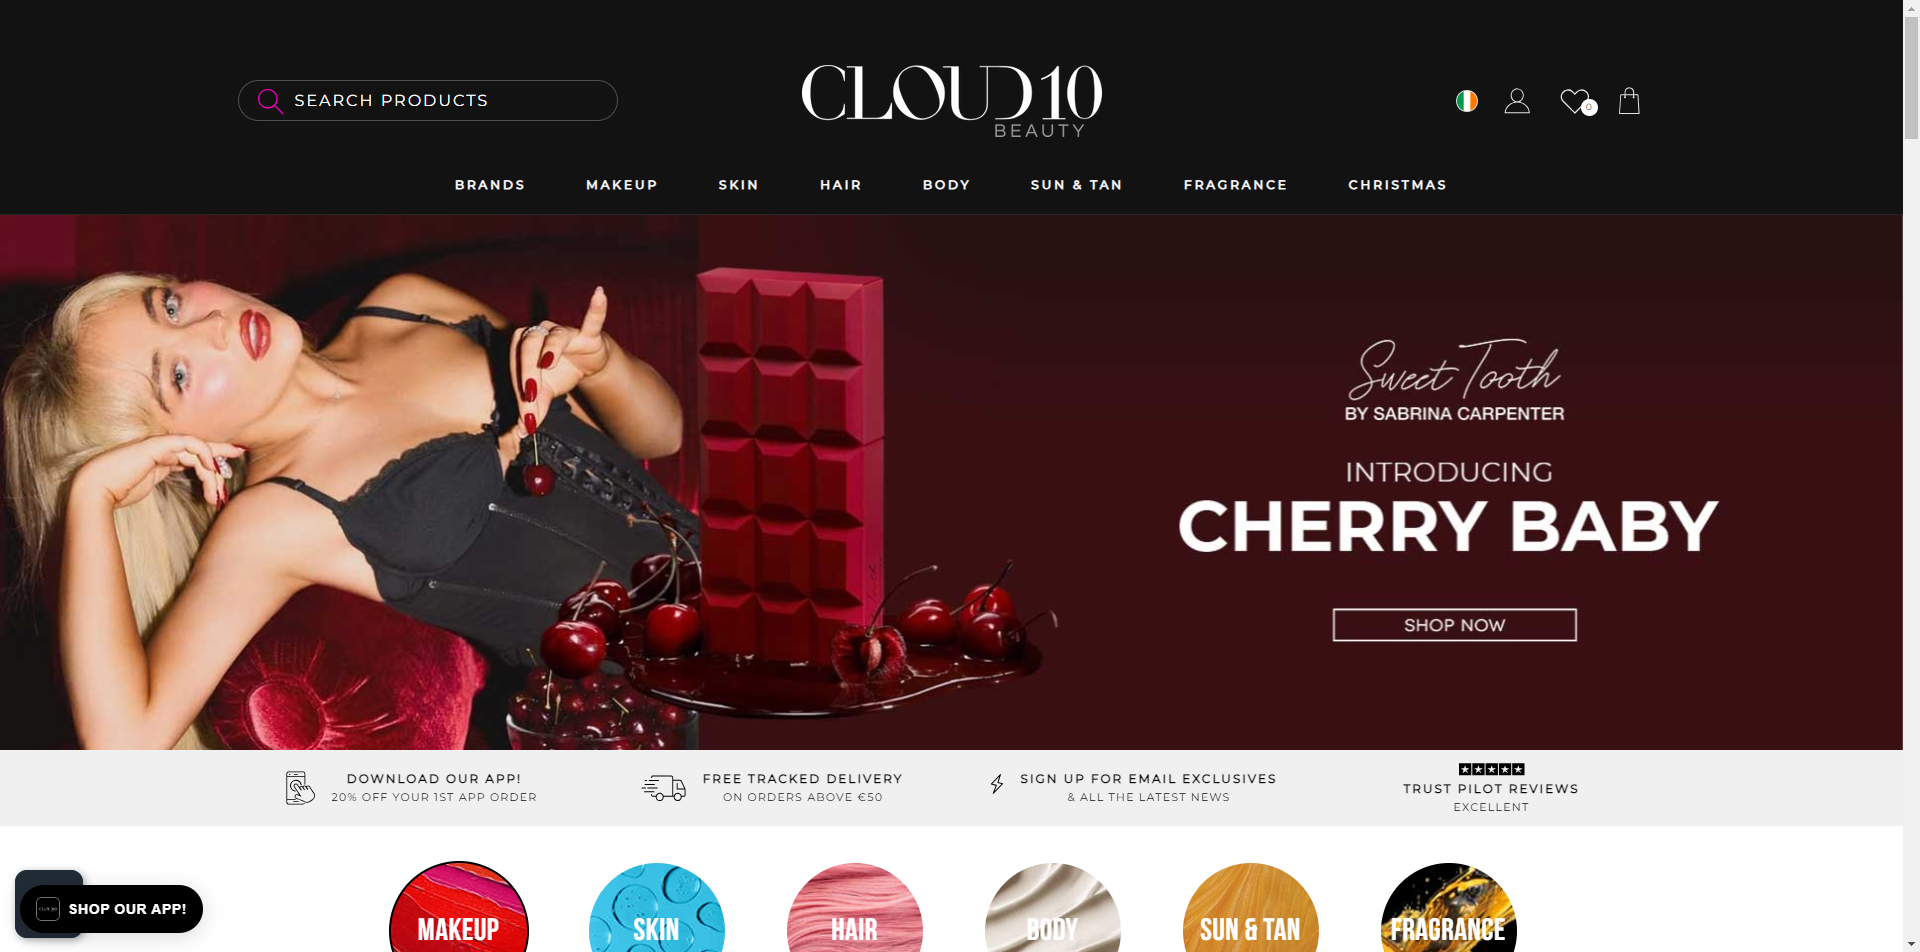 SEARCH PRODUCTS
CLOUD10
BEAUTY
0
BRANDS
MAKEUP
SKIN
HAIR
BODY
SUN & TAN
FRAGRANCE
CHRISTMAS
Sweet Tooth
BY SABRINA CARPENTER
INTRODUCING
CHERRY BABY
SHOP NOW
DOWNLOAD OUR APP!
20% OFF YOUR 1ST APP ORDER
FREE TRACKED DELIVERY
ON ORDERS ABOVE €50
SIGN UP FOR EMAIL EXCLUSIVES
& ALL THE LATEST NEWS
TRUST PILOT REVIEWS
EXCELLENT
MAKEUP
SKIN
HAIR
BODY
SUN & TAN
FRAGRANCE
SHOP OUR APP!